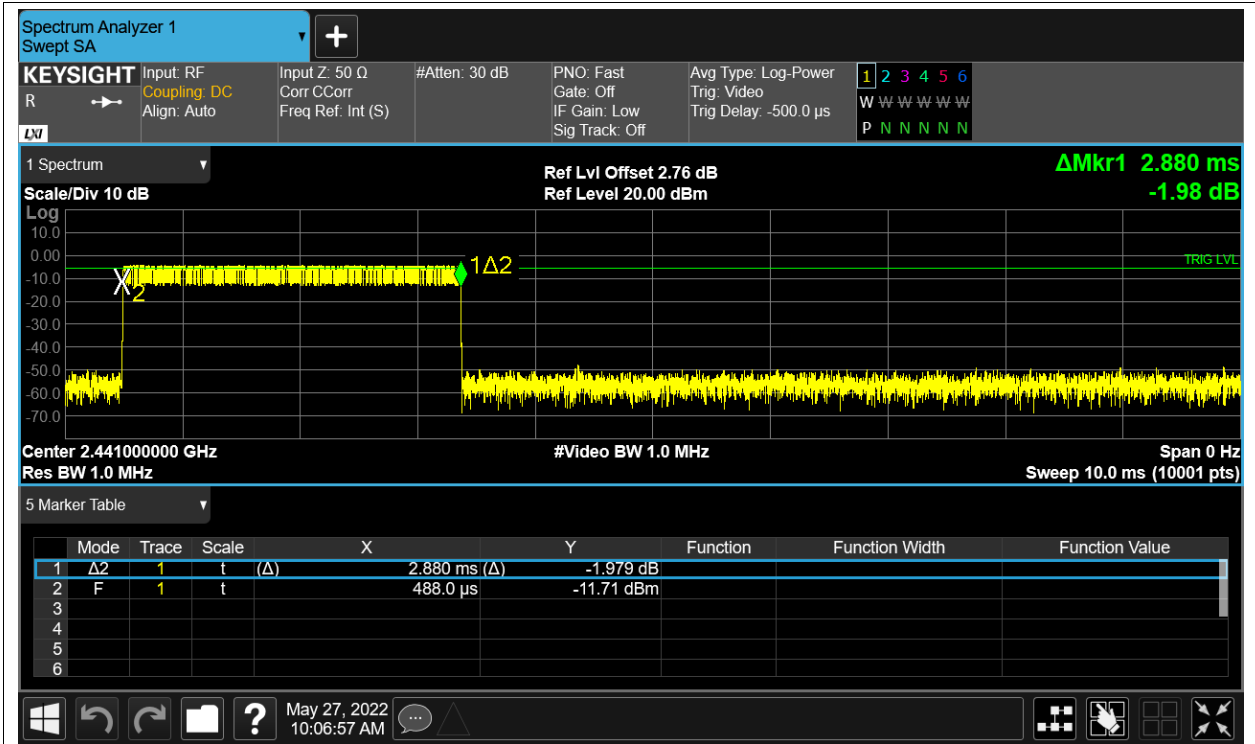 Spectrum Analyzer 1
Swept SA
KEYSIGHT Input: RF Input Z: 50 Ω #Atten: 30 dB PNO: Fast Avg Type: Log-Power 1 2 3 4 5 6
R Coupling: DC Corr CCorr Gate: Off Trig: Video W W W W W W
Align: Auto Freq Ref: Int (S) IF Gain: Low Trig Delay: -500.0 µs
LXI Sig Track: Off P N N N N N
1 Spectrum Ref Lvl Offset 2.76 dB ΔMkr1 2.880 ms
Scale/Div 10 dB Ref Level 20.00 dBm -1.98 dB
Log
10.0
0.00 TRIG LVL
-10.0 1Δ2
-20.0 2
-30.0
-40.0
-50.0
-60.0
-70.0
Center 2.441000000 GHz #Video BW 1.0 MHz Span 0 Hz
Res BW 1.0 MHz Sweep 10.0 ms (10001 pts)
5 Marker Table
Mode Trace Scale X Y Function Function Width Function Value
1 Δ2 1 t (Δ) 2.880 ms (Δ) -1.979 dB
2 F 1 t 488.0 µs -11.71 dBm
3
4
5
6
? May 27, 2022
10:06:57 AM